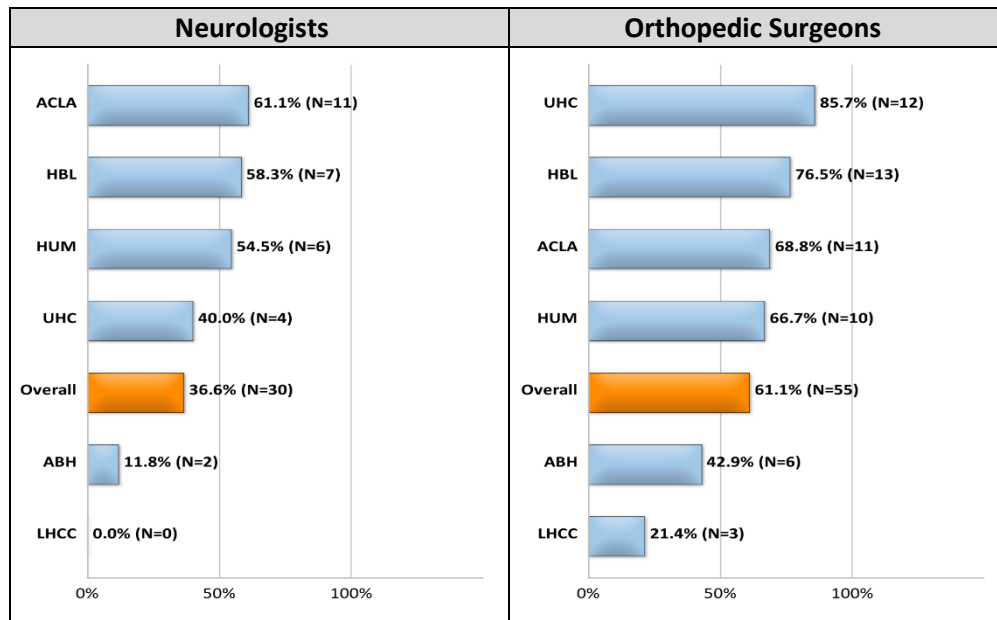 Neurologists
ACLA 61.1% (N=11)
HBL 58.3% (N=7)
HUM 54.5% (N=6)
UHC 40.0% (N=4)
Overall 36.6% (N=30)
ABH 11.8% (N=2)
LHCC 0.0% (N=0)
0% 50% 100%
Orthopedic Surgeons
UHC 85.7% (N=12)
HBL 76.5% (N=13)
ACLA 68.8% (N=11)
HUM 66.7% (N=10)
Overall 61.1% (N=55)
ABH 42.9% (N=6)
LHCC 21.4% (N=3)
0% 50% 100%